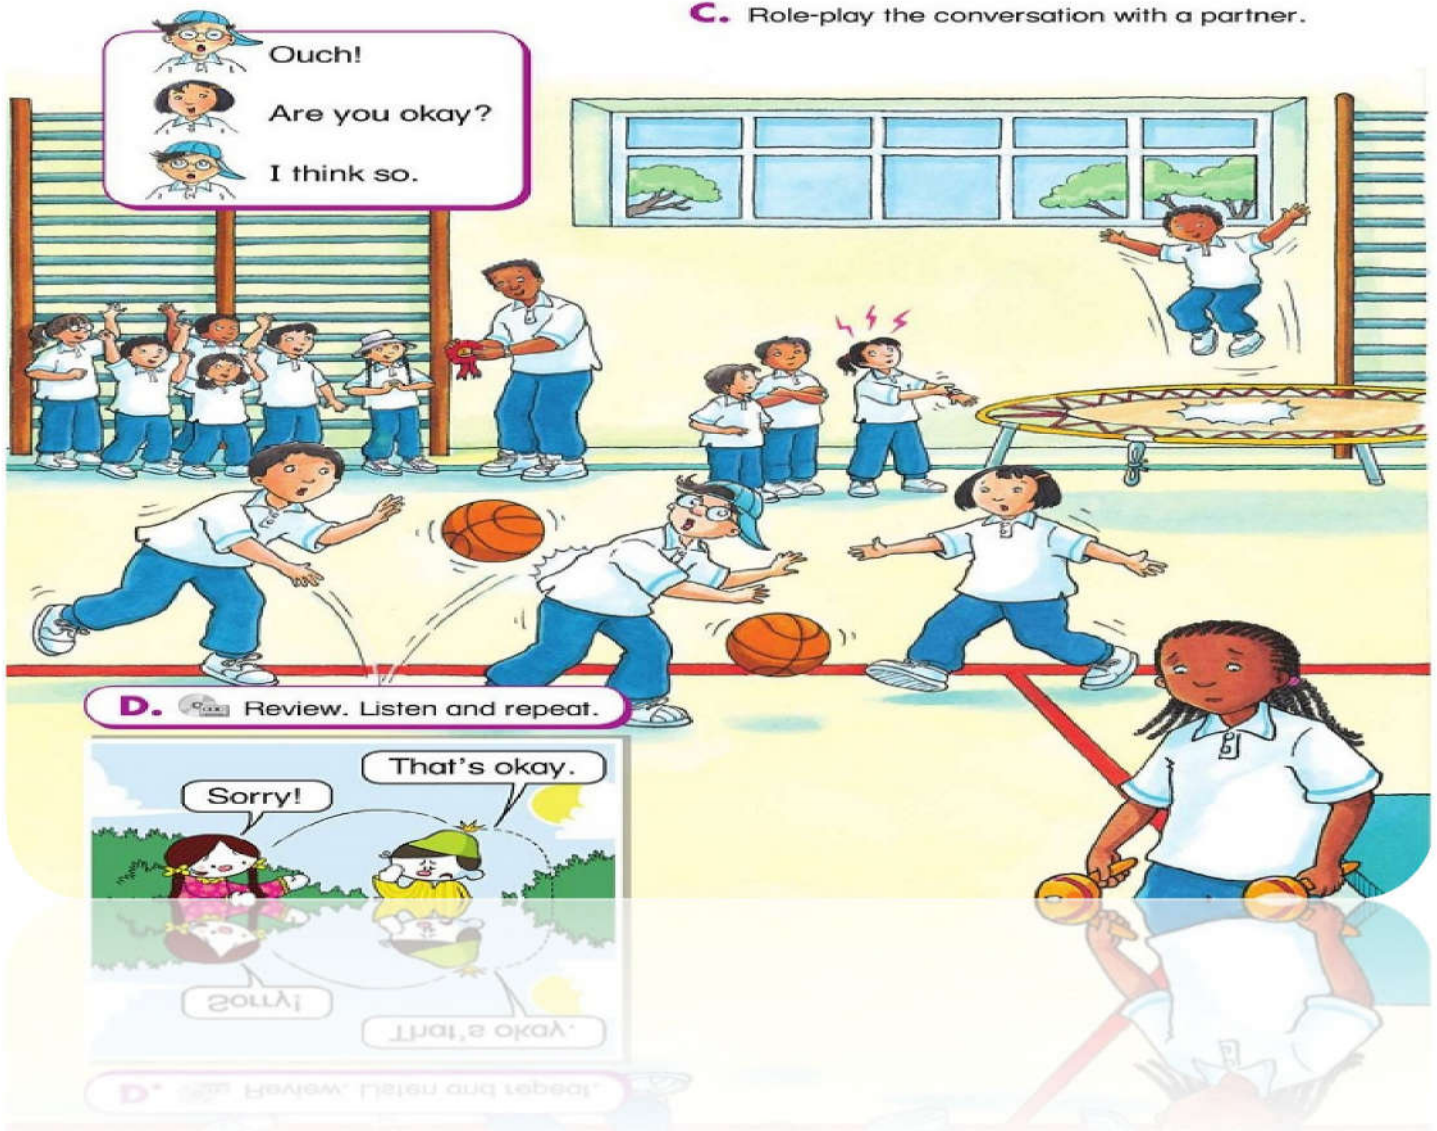 C. Role-play the conversation with a partner.
Ouch!
Are you okay?
I think so.
D. Review. Listen and repeat.
That's okay.
Sorry!